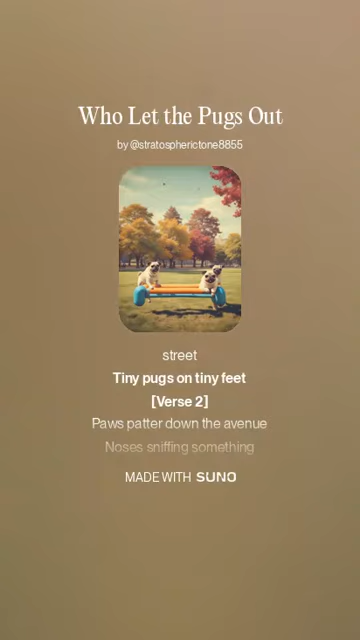 Who Let the Pugs Out
by @stratospherictone8855
street
Tiny pugs on tiny feet
[Verse 2]
Paws patter down the avenue
Noses sniffing something
MADE WITH SUNO